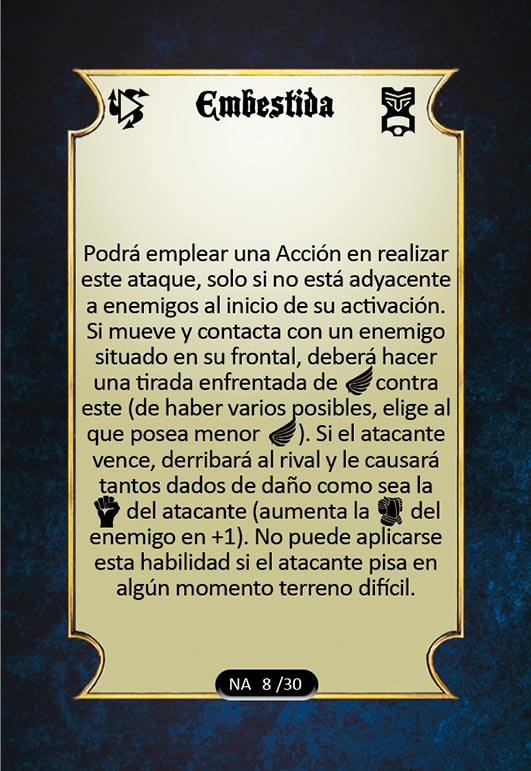 Embestida
Podrá emplear una Acción en realizar
este ataque, solo si no está adyacente
a enemigos al inicio de su activación.
Si mueve y contacta con un enemigo
situado en su frontal, deberá hacer
una tirada enfrentada de contra
este (de haber varios posibles, elige al
que posea menor ). Si el atacante
vence, derribará al rival y le causará
tantos dados de daño como sea la
del atacante (aumenta la del
enemigo en +1). No puede aplicarse
esta habilidad si el atacante pisa en
algún momento terreno difícil.
NA 8 /30